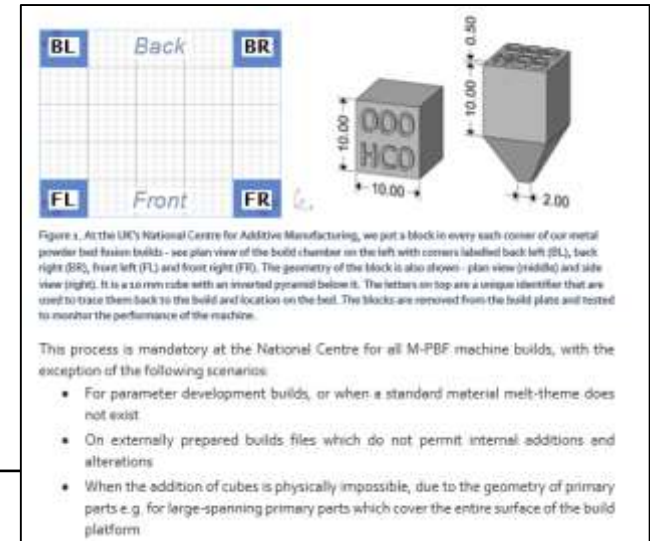 BL Back BR
FL Front FR
0.50
10.00
10.00
10.00
2.00
OOO
HCO
Figure 1. At the UK's National Centre for Additive Manufacturing, we put a block in every each corner of our metal
powder bed fusion builds - see plan view of the build chamber on the left with corners labelled back left (BL), back
right (BR), front left (FL) and front right (FR). The geometry of the block is also shown - plan view (middle) and side
view (right). It is a 10 mm cube with an inverted pyramid below it. The letters on top are a unique identifier that are
used to trace them back to the build and location on the bed. The blocks are removed from the build plate and tested
to monitor the performance of the machine.
This process is mandatory at the National Centre for all M-PBF machine builds, with the
exception of the following scenarios:
• For parameter development builds, or when a standard material melt-theme does
not exist
• On externally prepared builds files which do not permit internal additions and
alterations
• When the addition of cubes is physically impossible, due to the geometry of primary
parts e.g. for large-spanning primary parts which cover the entire surface of the build
platform